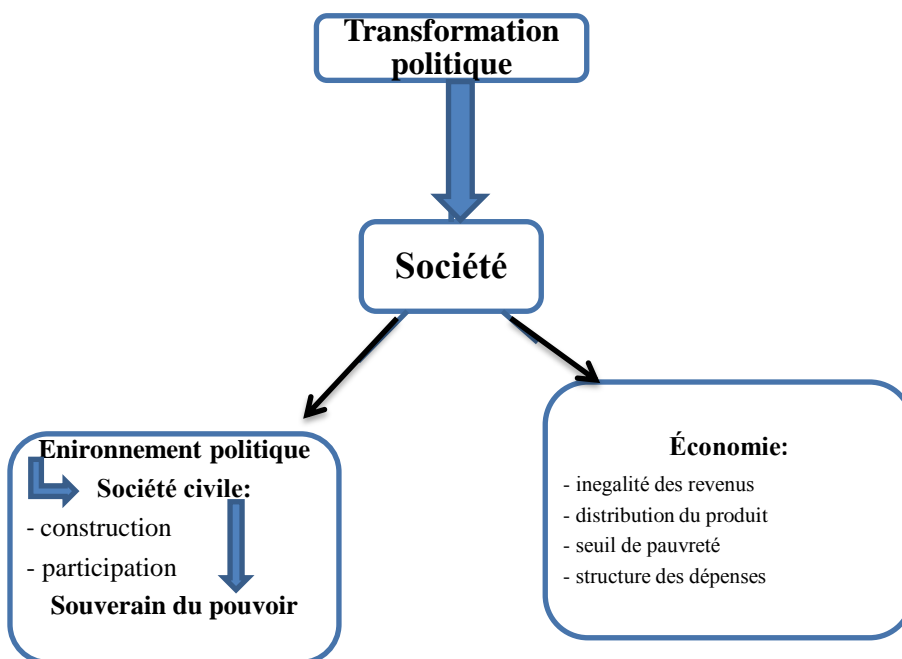 Transformation
politique
Société
Enironnement politique
Société civile:
- construction
- participation
Souverain du pouvoir
Économie:
- inegalité des revenus
- distribution du produit
- seuil de pauvreté
- structure des dépenses